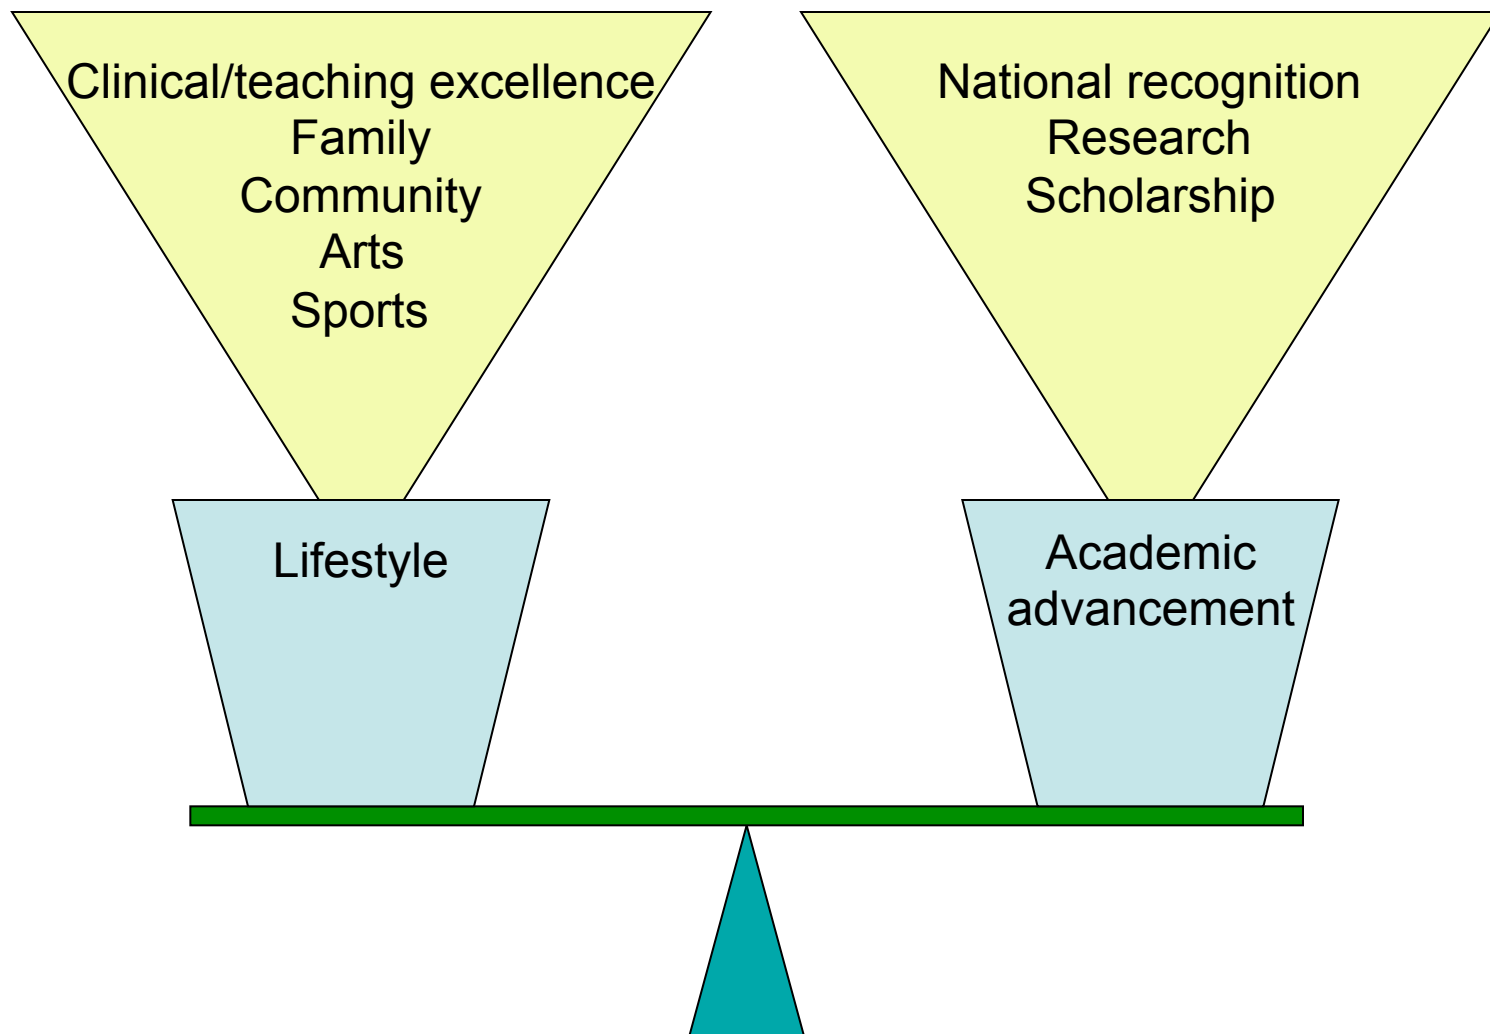 Clinical/teaching excellence
Family
Community
Arts
Sports
National recognition
Research
Scholarship
Lifestyle
Academic
advancement